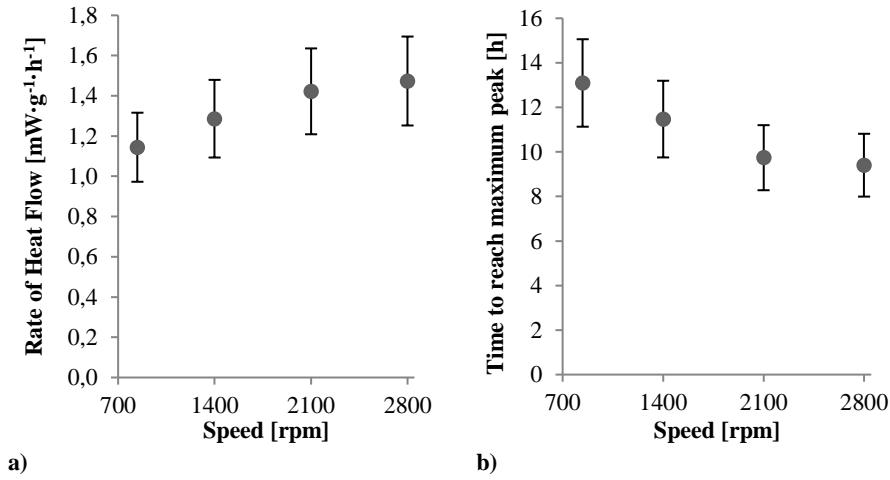 Rate of Heat Flow [mW·g⁻¹·h⁻¹]
1,8
1,6
1,4
1,2
1,0
0,8
0,6
0,4
0,2
0,0
700 1400 2100 2800
Speed [rpm]
a)
Time to reach maximum peak [h]
16
14
12
10
8
6
4
2
0
700 1400 2100 2800
Speed [rpm]
b)